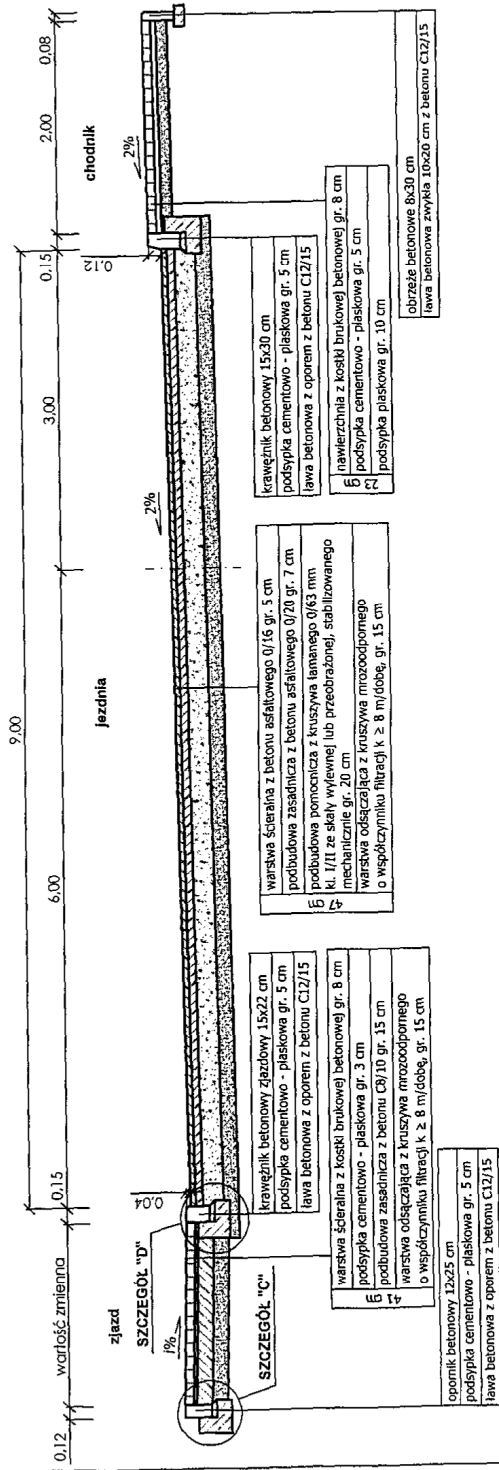 0.12
wartość zmienna
0.15
9.00
6.00
3.00
0.15
2.00
0.08
zjazd
SZCZEGÓŁ "D"
i%
0.04
jezdnia
2%
0.12
chodnik
2%
SZCZEGÓŁ "C"
opornik betonowy 12x25 cm
podsypka cementowo - piaskowa gr. 5 cm
ława betonowa z oporem z betonu C12/15
41 cm
warstwa ścieralna z kostki brukowej betonowej gr. 8 cm
podsypka cementowo - piaskowa gr. 3 cm
podbudowa zasadnicza z betonu C8/10 gr. 15 cm
warstwa odsączająca z kruszywa mrozoodpornego
o współczynniku filtracji k ≥ 8 m/dobę, gr. 15 cm
krawężnik betonowy zjazdowy 15x22 cm
podsypka cementowo - piaskowa gr. 5 cm
ława betonowa z oporem z betonu C12/15
47 cm
warstwa ścieralna z betonu asfaltowego 0/16 gr. 5 cm
podbudowa zasadnicza z betonu asfaltowego 0/20 gr. 7 cm
podbudowa pomocnicza z kruszywa łamanego 0/63 mm
kl. I/II ze skały wylewnej lub przeobrażonej, stabilizowanego
mechanicznie gr. 20 cm
warstwa odsączająca z kruszywa mrozoodpornego
o współczynniku filtracji k ≥ 8 m/dobę, gr. 15 cm
krawężnik betonowy 15x30 cm
podsypka cementowo - piaskowa gr. 5 cm
ława betonowa z oporem z betonu C12/15
23 cm
nawierzchnia z kostki brukowej betonowej gr. 8 cm
podsypka cementowo - piaskowa gr. 5 cm
podsypka piaskowa gr. 10 cm
obrzeże betonowe 8x30 cm
ława betonowa zwykła 10x20 cm z betonu C12/15